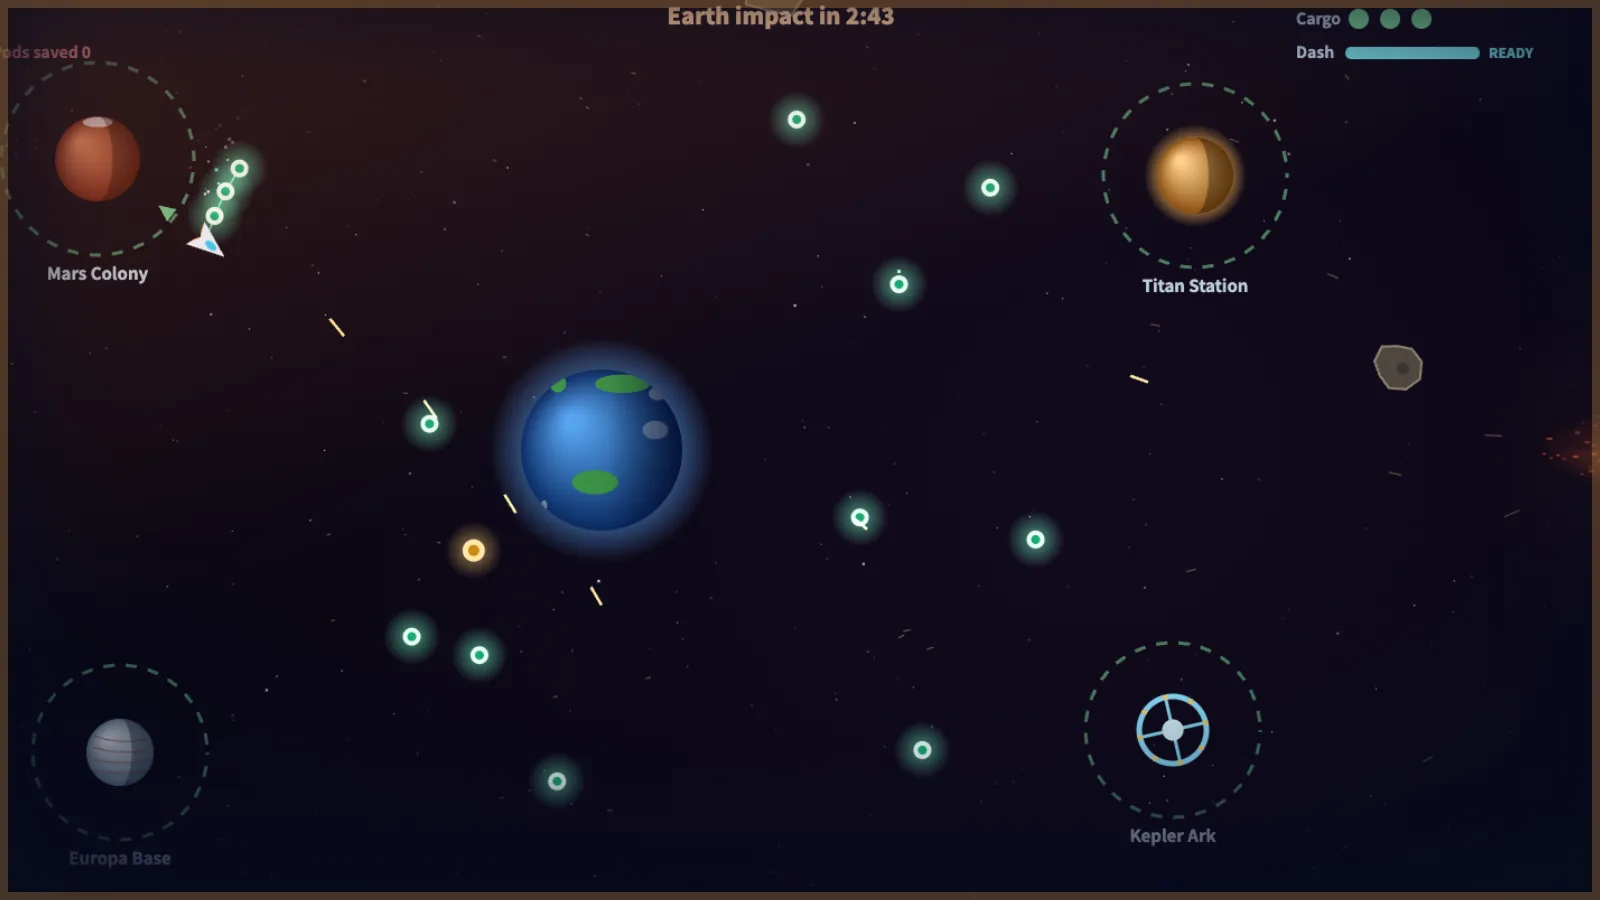 Earth impact in 2:43
Cargo
ods saved 0
Dash READY
Mars Colony
Titan Station
Kepler Ark
Europa Base